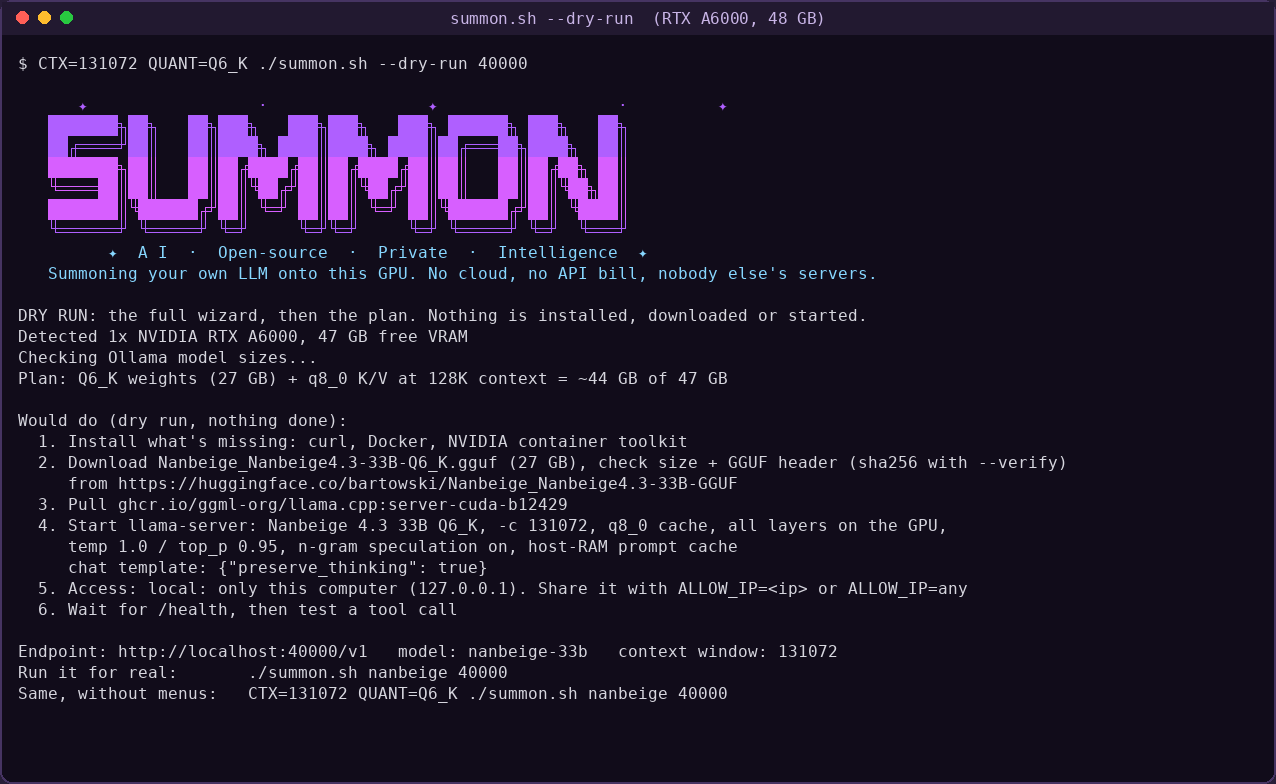 summon.sh --dry-run  (RTX A6000, 48 GB)
$ CTX=131072 QUANT=Q6_K ./summon.sh --dry-run 40000
SUMMON
✦  A I  ·  Open-source  ·  Private  ·  Intelligence  ✦
Summoning your own LLM onto this GPU. No cloud, no API bill, nobody else's servers.
DRY RUN: the full wizard, then the plan. Nothing is installed, downloaded or started.
Detected 1x NVIDIA RTX A6000, 47 GB free VRAM
Checking Ollama model sizes...
Plan: Q6_K weights (27 GB) + q8_0 K/V at 128K context = ~44 GB of 47 GB
Would do (dry run, nothing done):
  1. Install what's missing: curl, Docker, NVIDIA container toolkit
  2. Download Nanbeige_Nanbeige4.3-33B-Q6_K.gguf (27 GB), check size + GGUF header (sha256 with --verify)
     from https://huggingface.co/bartowski/Nanbeige_Nanbeige4.3-33B-GGUF
  3. Pull ghcr.io/ggml-org/llama.cpp:server-cuda-b12429
  4. Start llama-server: Nanbeige 4.3 33B Q6_K, -c 131072, q8_0 cache, all layers on the GPU,
     temp 1.0 / top_p 0.95, n-gram speculation on, host-RAM prompt cache
     chat template: {"preserve_thinking": true}
  5. Access: local: only this computer (127.0.0.1). Share it with ALLOW_IP=<ip> or ALLOW_IP=any
  6. Wait for /health, then test a tool call
Endpoint: http://localhost:40000/v1   model: nanbeige-33b   context window: 131072
Run it for real:       ./summon.sh nanbeige 40000
Same, without menus:   CTX=131072 QUANT=Q6_K ./summon.sh nanbeige 40000